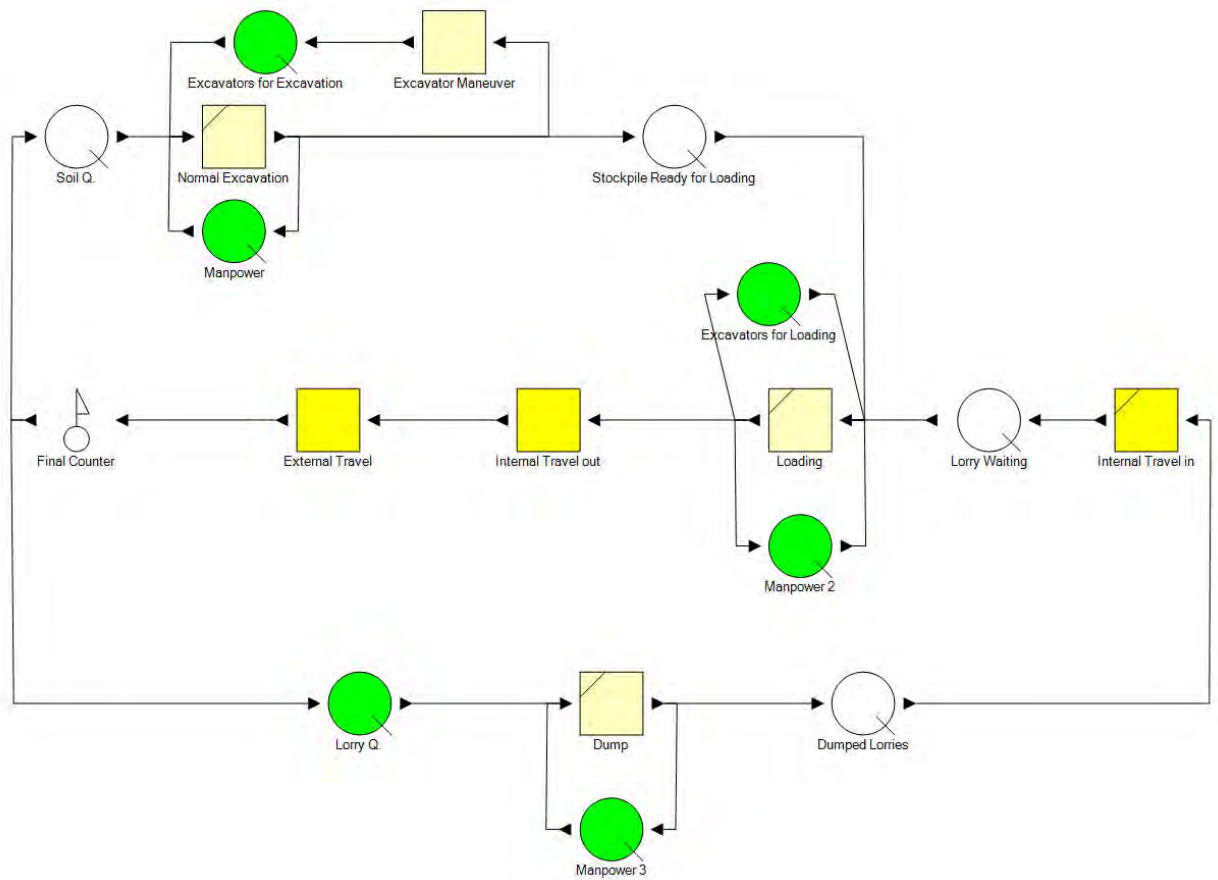 Excavators for Excavation
Excavator Maneuver
Soil Q.
Normal Excavation
Stockpile Ready for Loading
Manpower
Excavators for Loading
Final Counter
External Travel
Internal Travel out
Loading
Lorry Waiting
Internal Travel in
Manpower 2
Lorry Q.
Dump
Dumped Lorries
Manpower 3